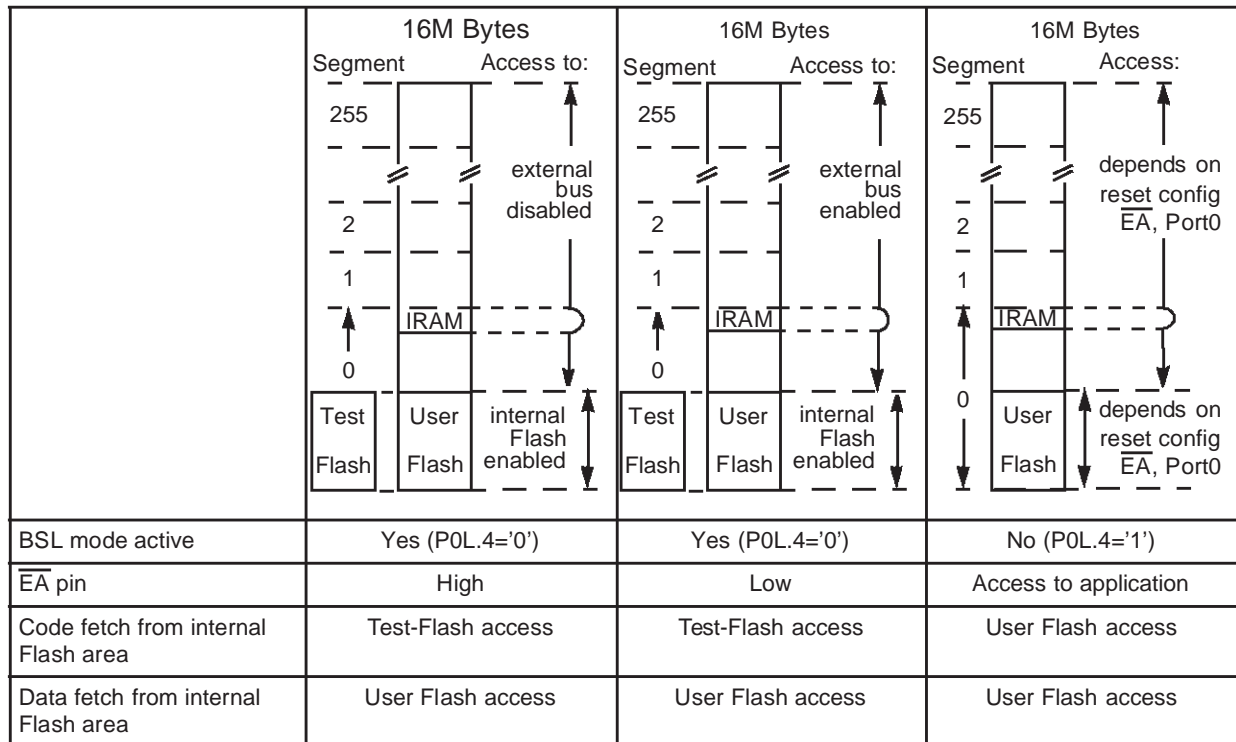 16M Bytes
Segment Access to:
255
external
bus
disabled
2
1
IRAM
0
Test User internal
Flash
Flash Flash enabled
16M Bytes
Segment Access to:
255
external
bus
enabled
2
1
IRAM
0
Test User internal
Flash
Flash Flash enabled
16M Bytes
Segment Access:
255
depends on
reset config
EA, Port0
2
1
IRAM
0
User depends on
reset config
Flash EA, Port0
BSL mode active Yes (P0L.4='0') Yes (P0L.4='0') No (P0L.4='1')
EA pin High Low Access to application
Code fetch from internal Test-Flash access Test-Flash access User Flash access
Flash area
Data fetch from internal User Flash access User Flash access User Flash access
Flash area